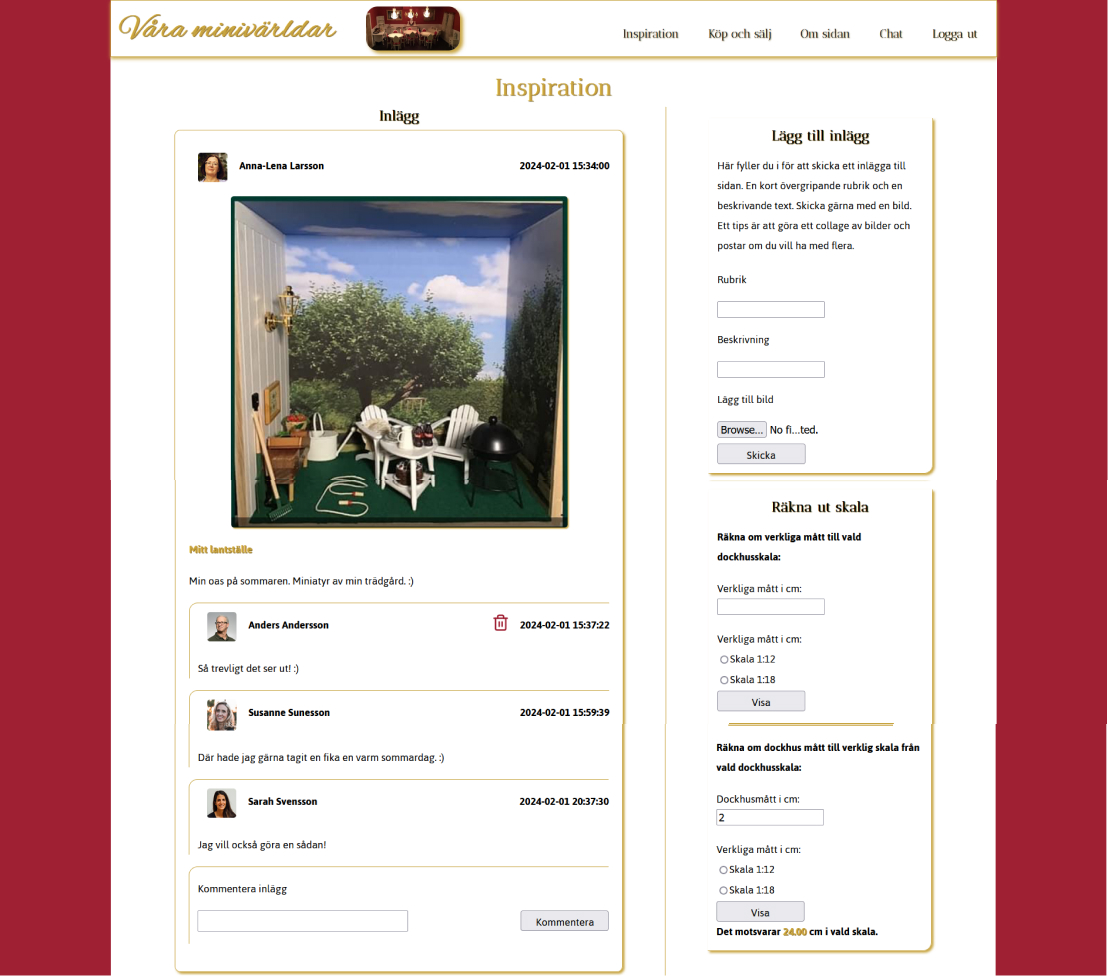 Våra minivärldar
Inspiration Köp och sälj Om sidan Chat Logga ut
Inspiration
Inlägg
Anna-Lena Larsson 2024-02-01 15:34:00
Mitt lantställe
Min oas på sommaren. Miniatyr av min trädgård. :)
Anders Andersson 2024-02-01 15:37:22
Så trevligt det ser ut! :)
Susanne Sunesson 2024-02-01 15:59:39
Där hade jag gärna tagit en fika en varm sommardag. :)
Sarah Svensson 2024-02-01 20:37:30
Jag vill också göra en sådan!
Kommentera inlägg
Kommentera
Lägg till inlägg
Här fyller du i för att skicka ett inlägga till
sidan. En kort övergripande rubrik och en
beskrivande text. Skicka gärna med en bild.
Ett tips är att göra ett collage av bilder och
postar om du vill ha med flera.
Rubrik
Beskrivning
Lägg till bild
Browse... No fi...ted.
Skicka
Räkna ut skala
Räkna om verkliga mått till vald
dockhusskala:
Verkliga mått i cm:
Verkliga mått i cm:
Skala 1:12
Skala 1:18
Visa
Räkna om dockhus mått till verklig skala från
vald dockhusskala:
Dockhusmått i cm:
2
Verkliga mått i cm:
Skala 1:12
Skala 1:18
Visa
Det motsvarar 24.00 cm i vald skala.